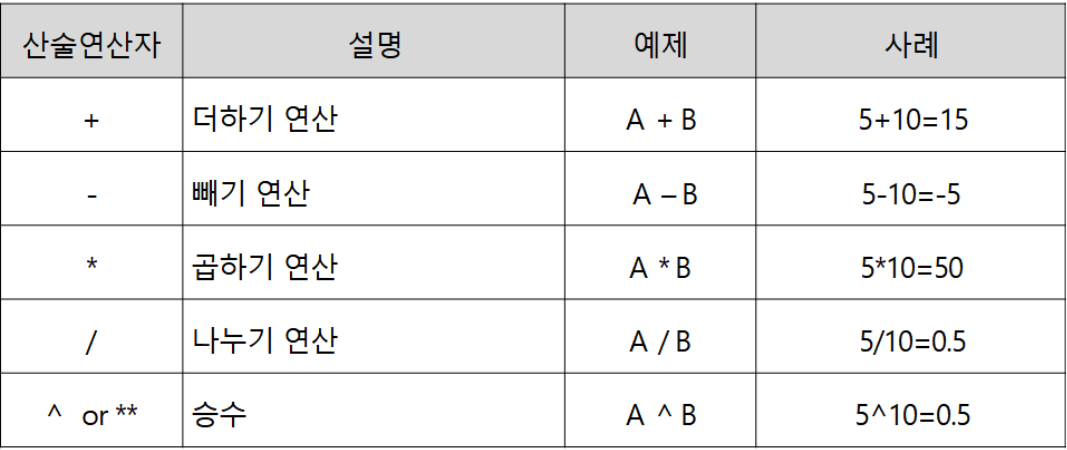 산술연산자 설명 예제 사례
+ 더하기 연산 A + B 5+10=15
- 빼기 연산 A – B 5-10=-5
* 곱하기 연산 A * B 5*10=50
/ 나누기 연산 A / B 5/10=0.5
^ or ** 승수 A ^ B 5^10=0.5